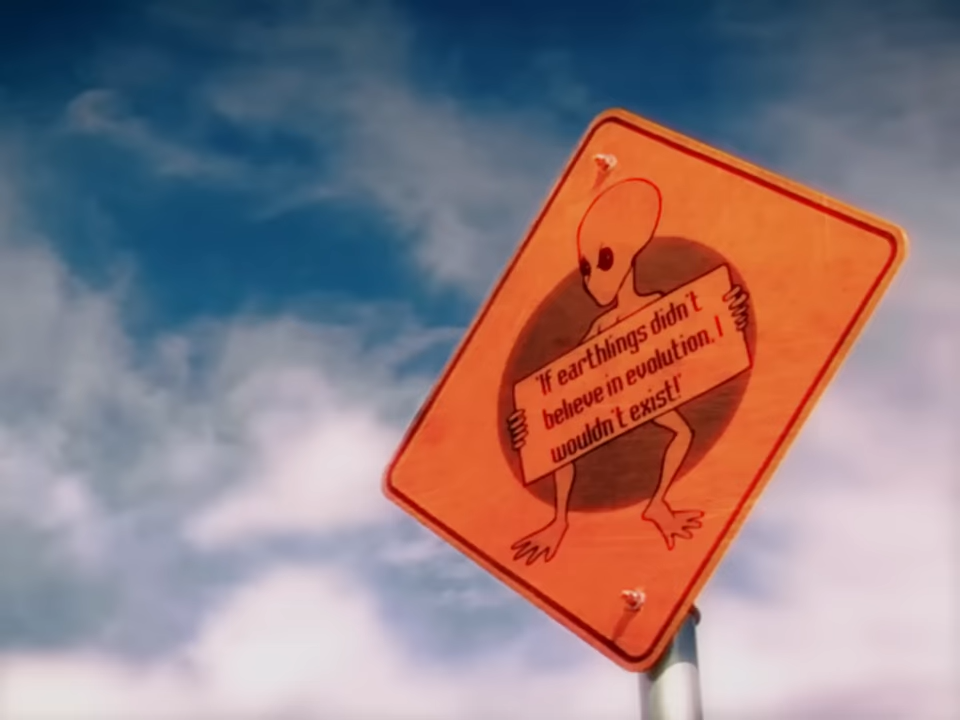 'If earthlings didn't
believe in evolution, I
wouldn't exist!'